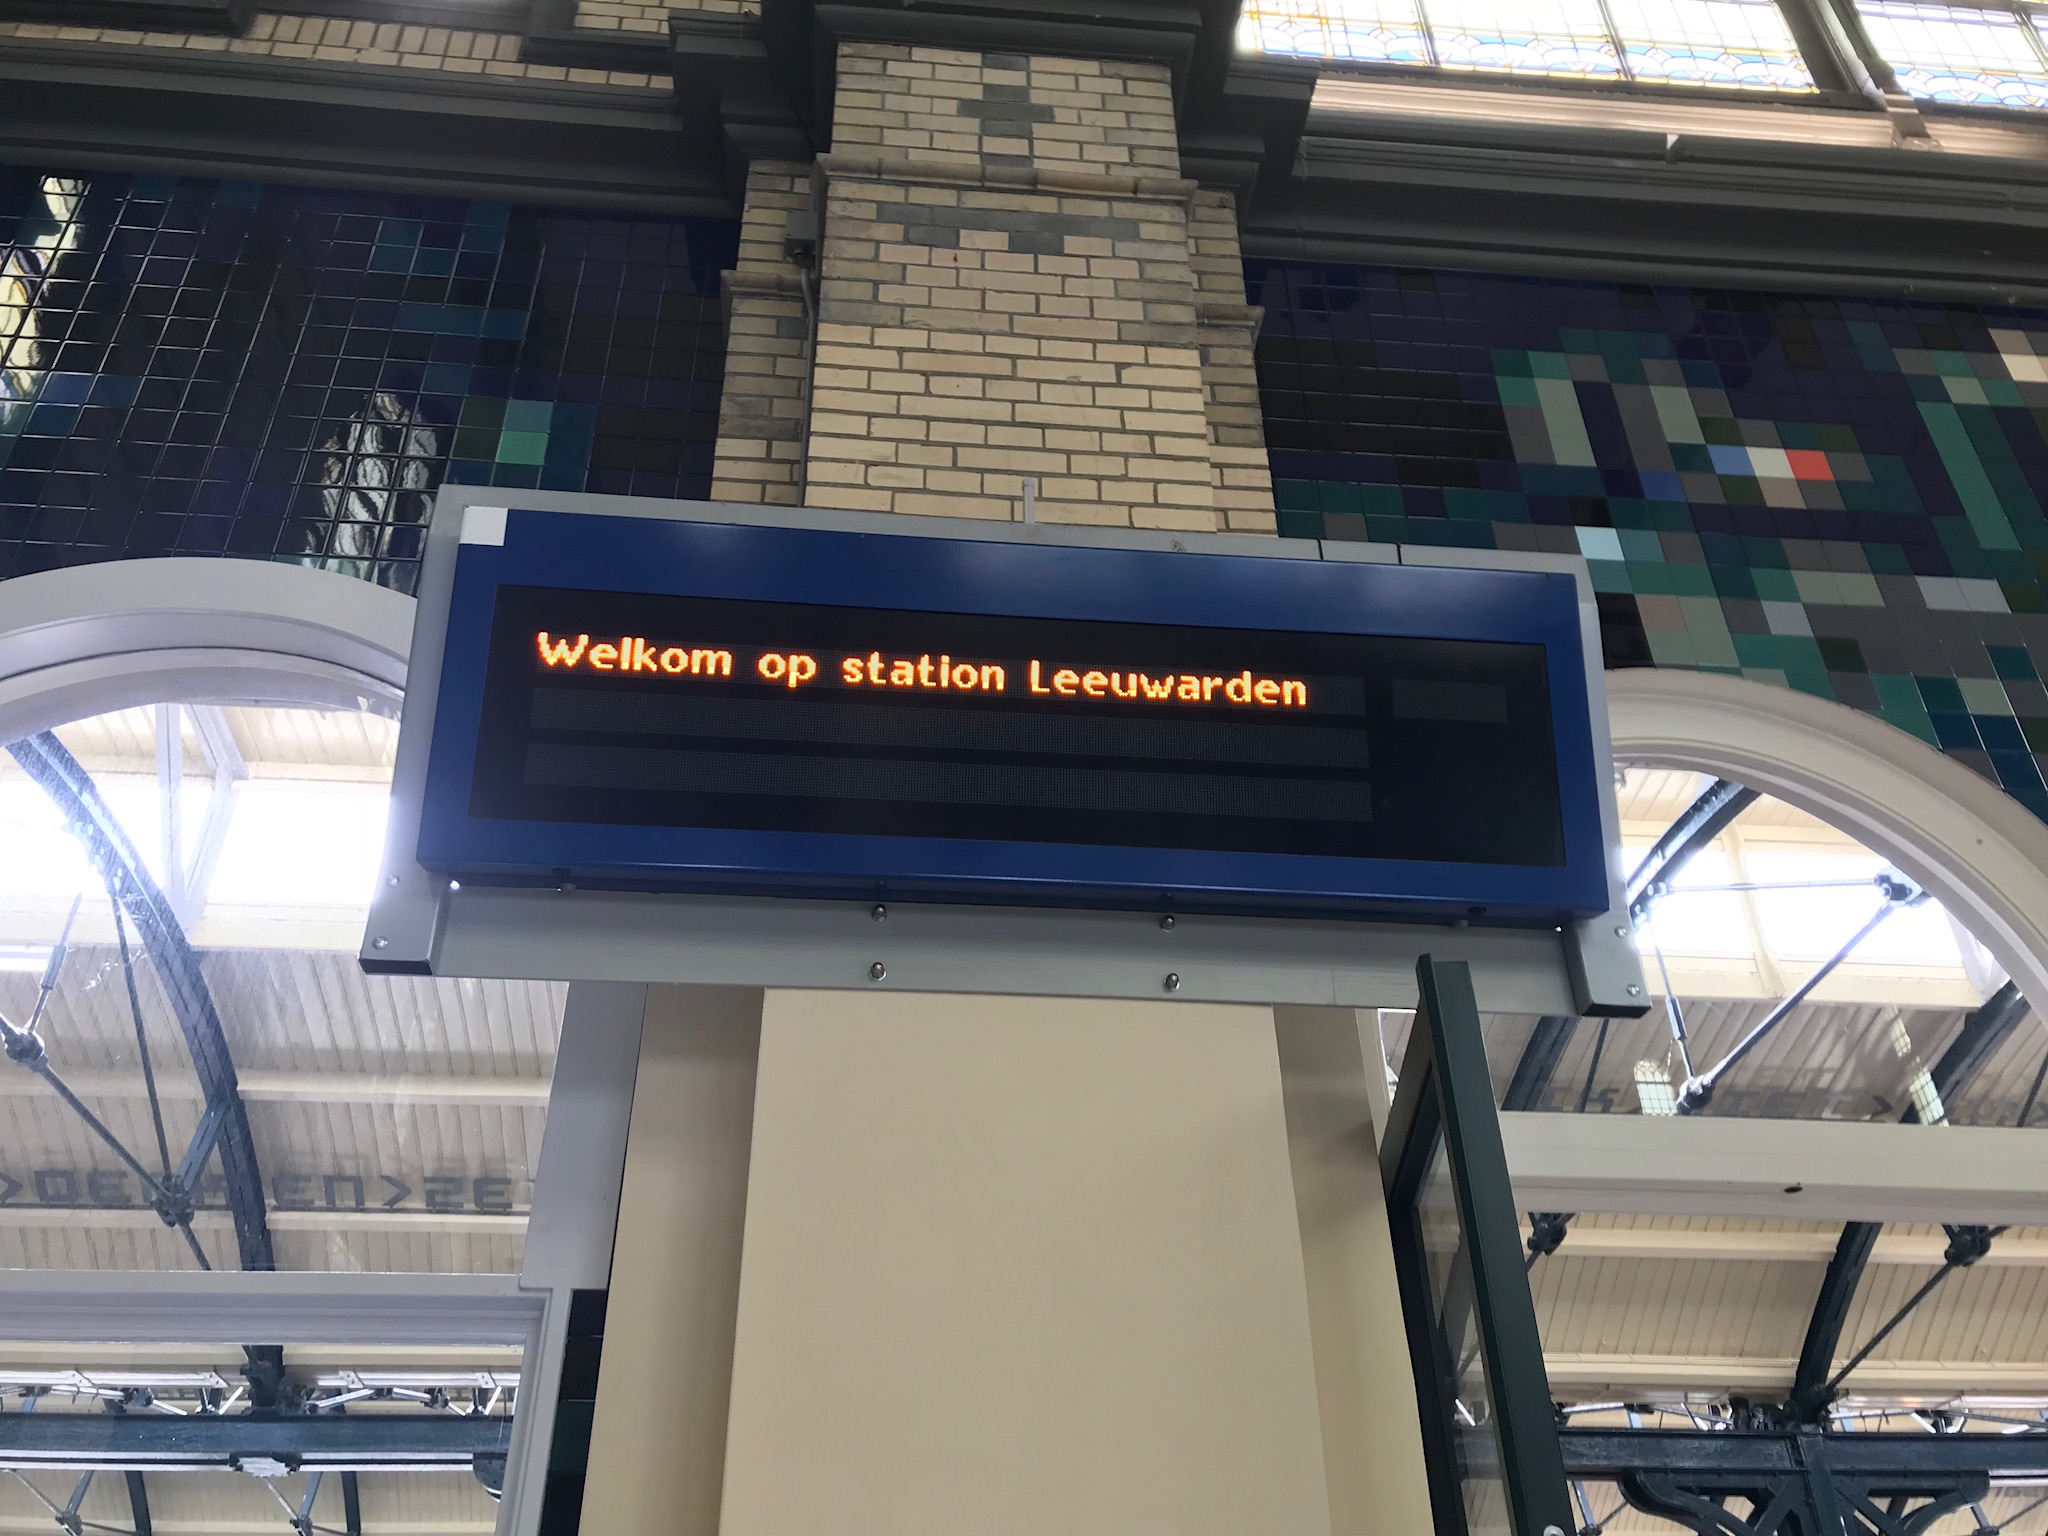 Welkom op station Leeuwarden